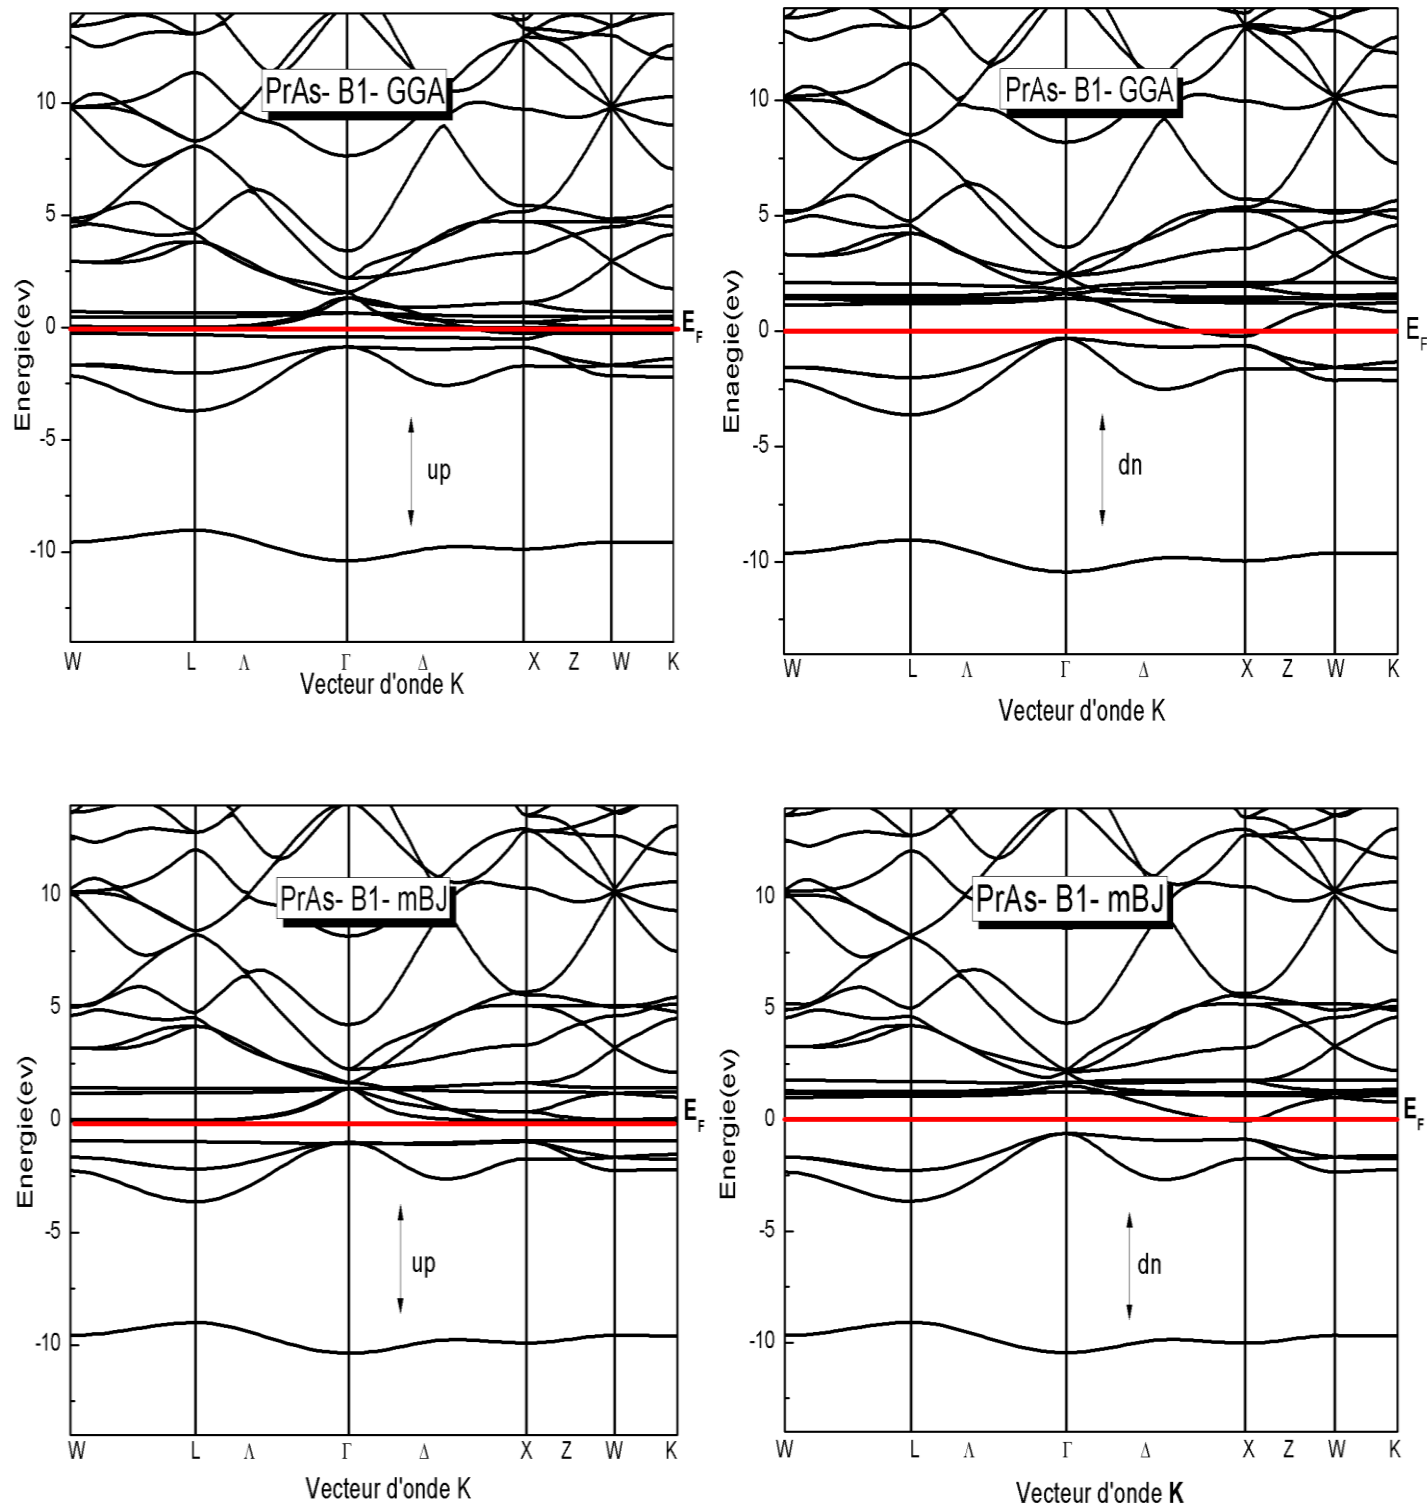 PrAs- B1- GGA
10
5
0
-5
-10
Energie(ev)
E_F
up
W L Λ Γ Δ X Z W K
Vecteur d'onde K
PrAs- B1- GGA
10
5
0
-5
-10
Enaegie(ev)
E_F
dn
W L Λ Γ Δ X Z W K
Vecteur d'onde K
PrAs- B1- mBJ
10
5
0
-5
-10
Energie(ev)
E_F
up
W L Λ Γ Δ X Z W K
Vecteur d'onde K
PrAs- B1- mBJ
10
5
0
-5
-10
Energie(ev)
E_F
dn
W L Λ Γ Δ X Z W K
Vecteur d'onde K